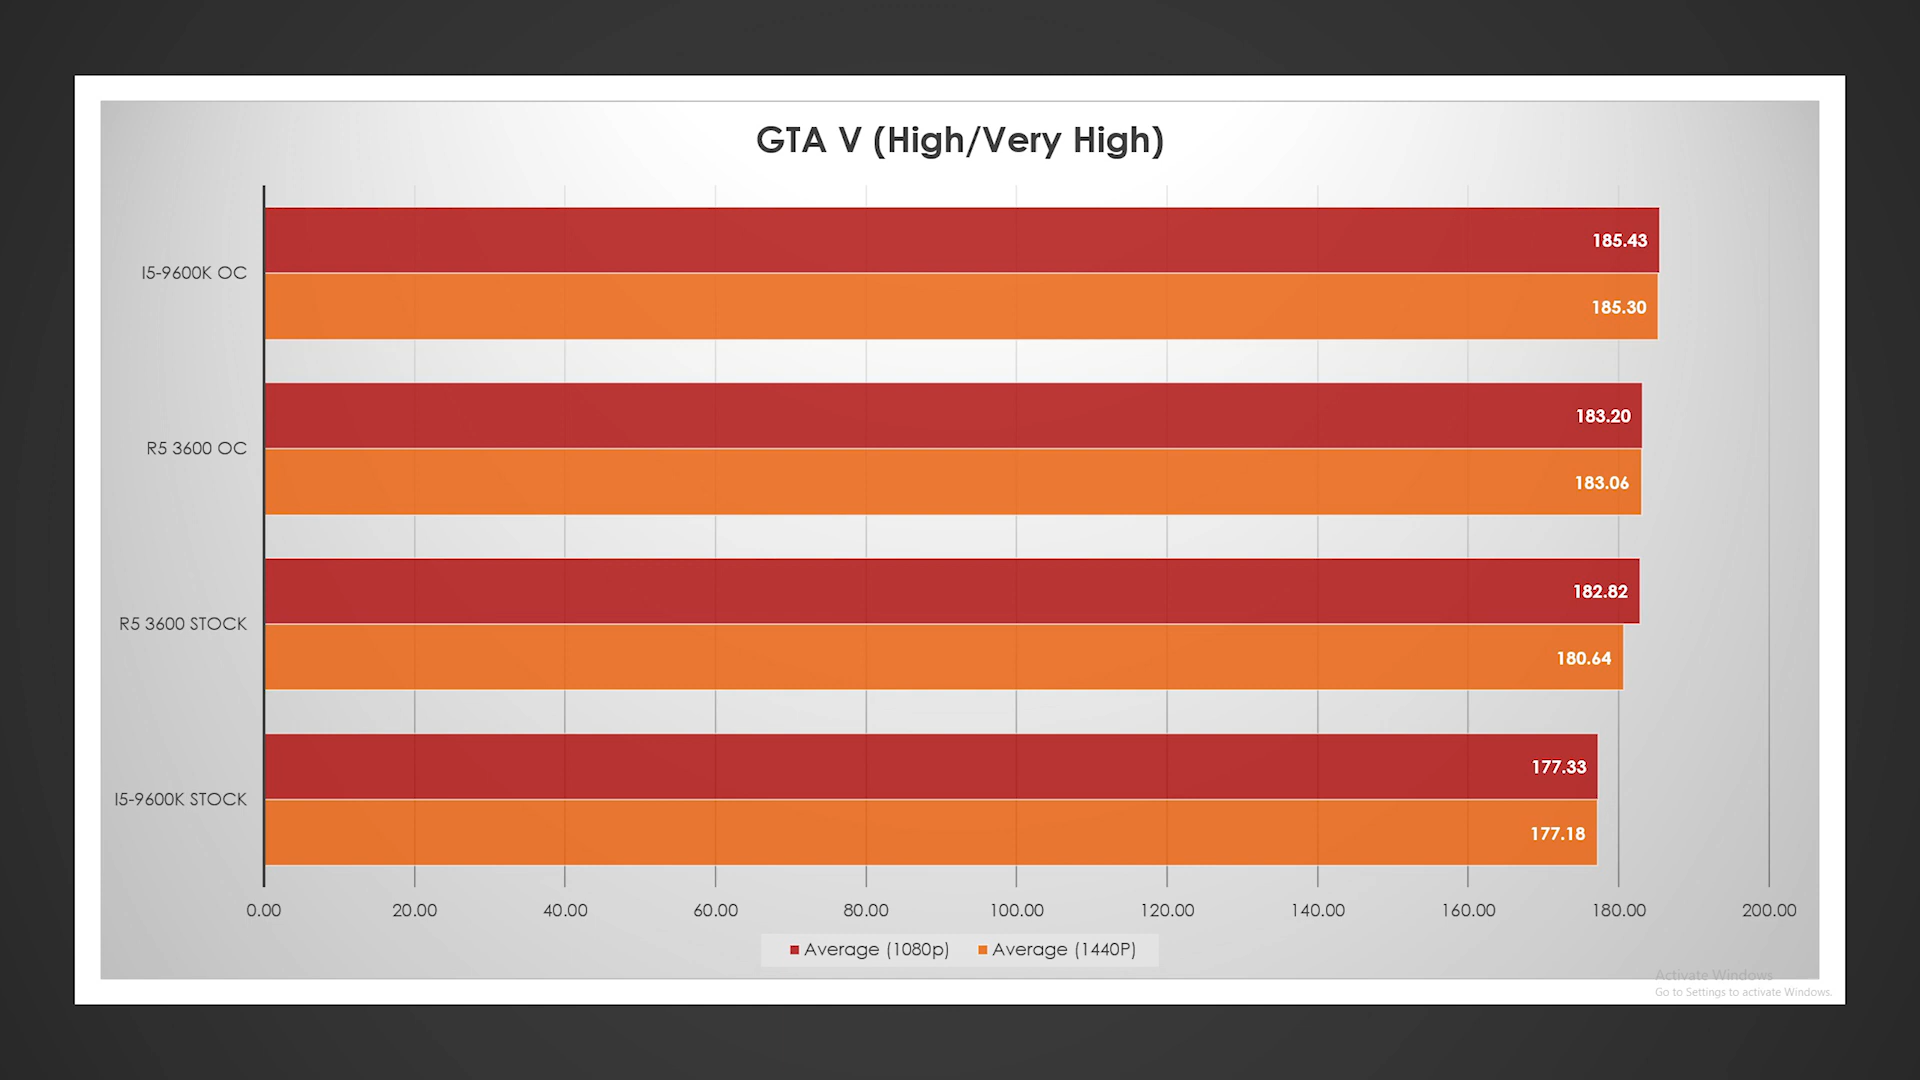 GTA V (High/Very High)
I5-9600K OC
185.43
185.30
R5 3600 OC
183.20
183.06
R5 3600 STOCK
182.82
180.64
I5-9600K STOCK
177.33
177.18
0.00 20.00 40.00 60.00 80.00 100.00 120.00 140.00 160.00 180.00 200.00
Average (1080p) Average (1440P)
Activate Windows
Go to Settings to activate Windows.